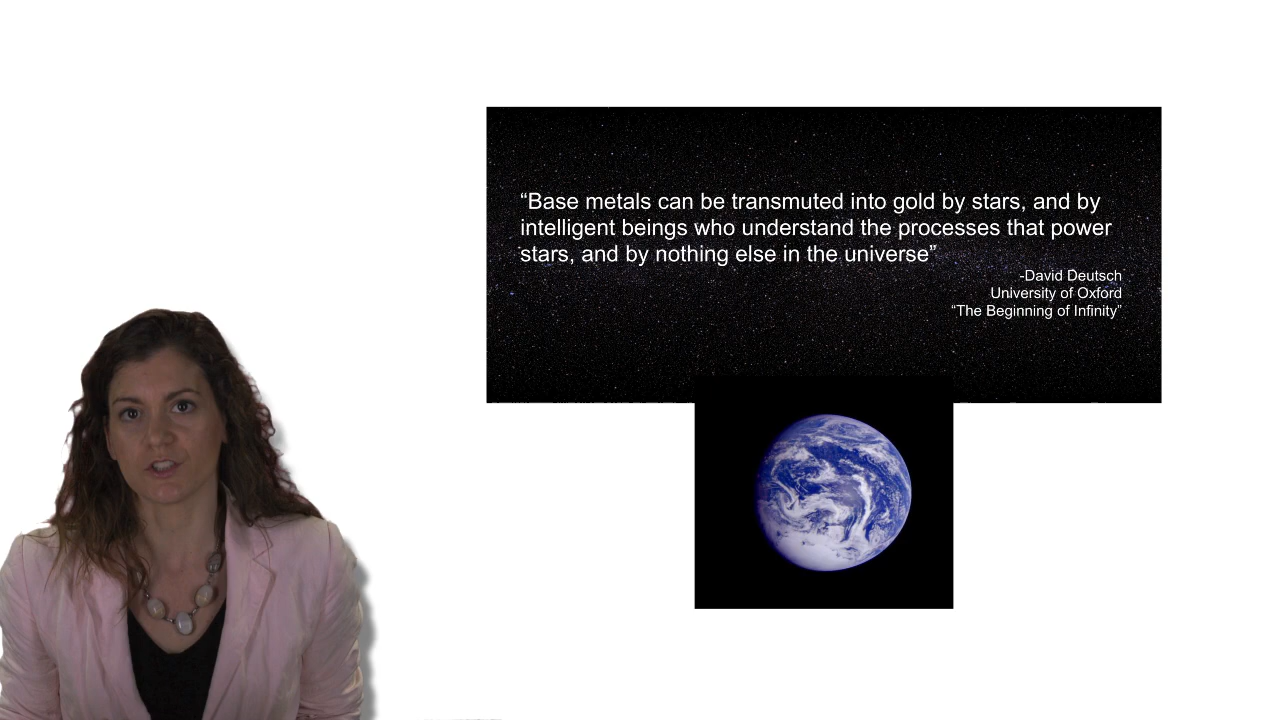 “Base metals can be transmuted into gold by stars, and by
intelligent beings who understand the processes that power
stars, and by nothing else in the universe”
-David Deutsch
University of Oxford
“The Beginning of Infinity”